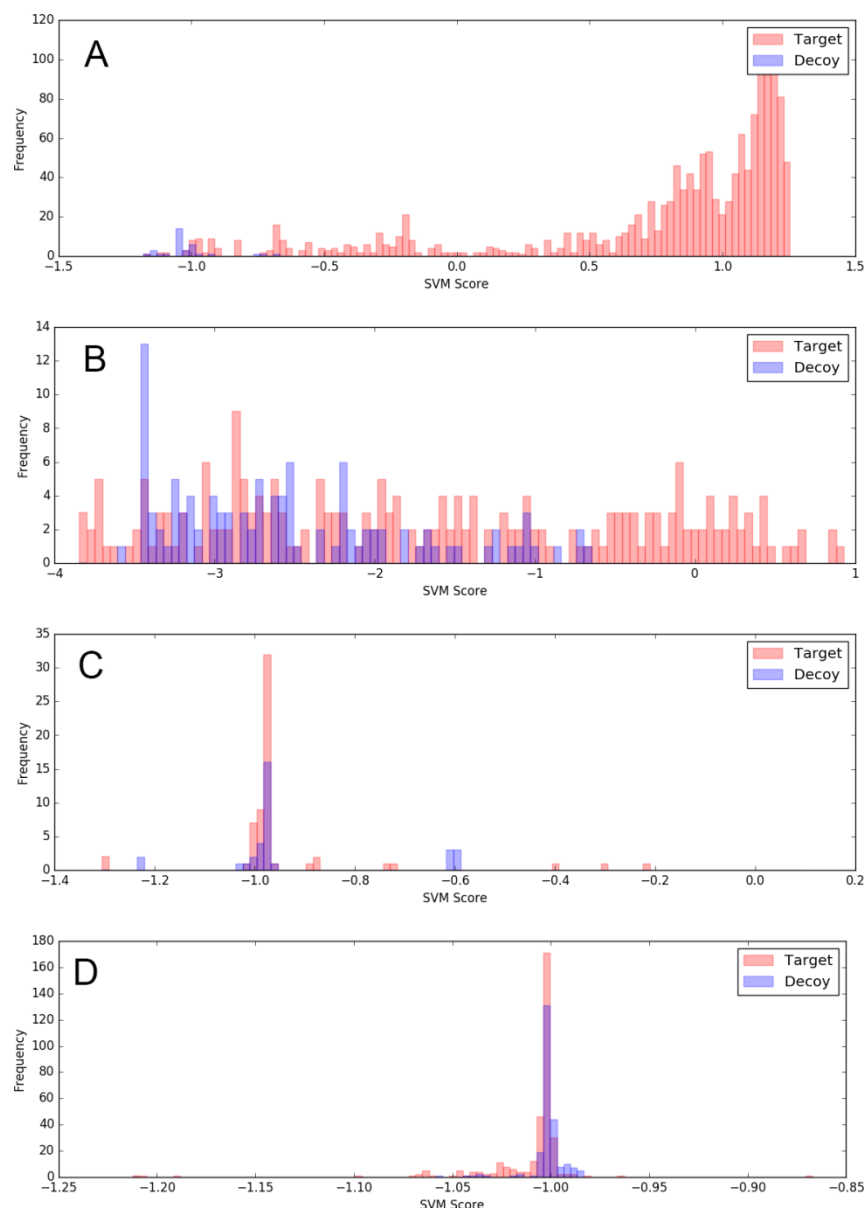 120
A
Target
Decoy
100
80
60
40
20
0
Frequency
−1.5 −1.0 −0.5 0.0 0.5 1.0 1.5
SVM Score
14
B
Target
Decoy
12
10
8
6
4
2
0
Frequency
−4 −3 −2 −1 0 1
SVM Score
35
C
Target
Decoy
30
25
20
15
10
5
0
Frequency
−1.4 −1.2 −1.0 −0.8 −0.6 −0.4 −0.2 0.0 0.2
SVM Score
180
D
Target
Decoy
160
140
120
100
80
60
40
20
0
Frequency
−1.25 −1.20 −1.15 −1.10 −1.05 −1.00 −0.95 −0.90 −0.85
SVM Score